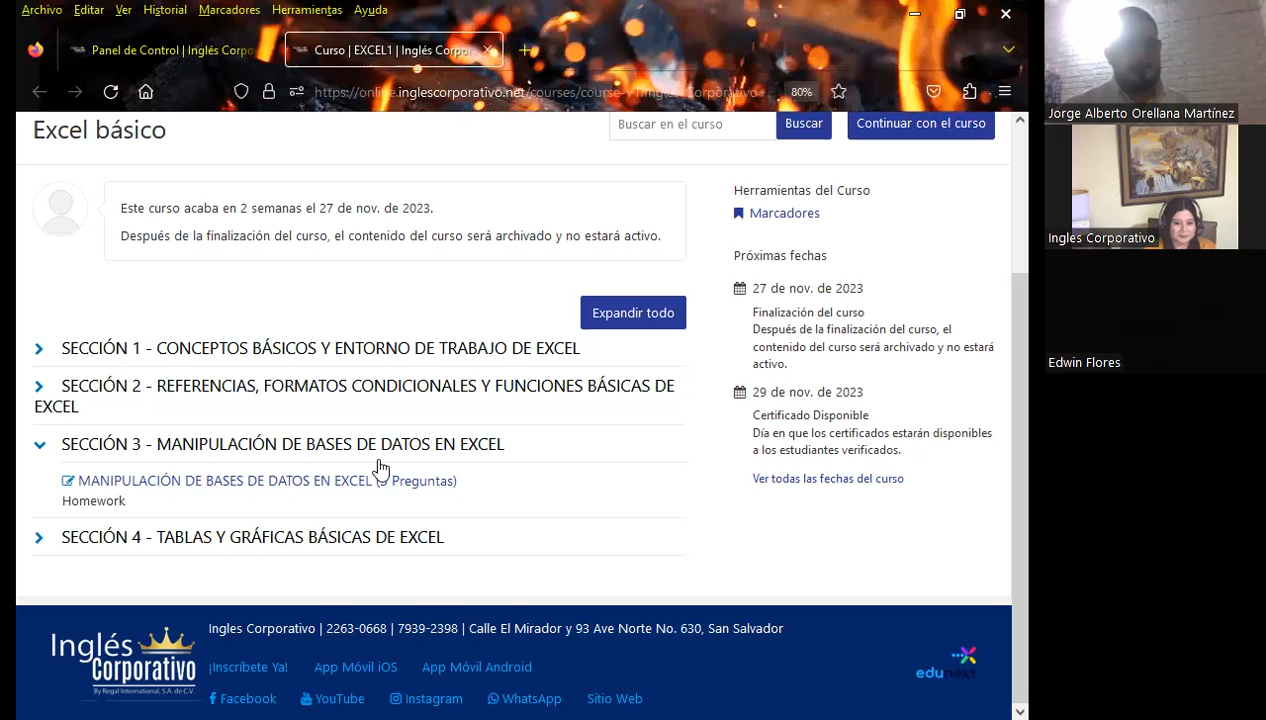 Archivo Editar Ver Historial Marcadores Herramientas Ayuda
Panel de Control | Inglés Corpo
Curso | EXCEL1 | Inglés Corpor
80%
Excel básico
Buscar en el curso
Buscar
Continuar con el curso
Este curso acaba en 2 semanas el 27 de nov. de 2023.
Después de la finalización del curso, el contenido del curso será archivado y no estará activo.
Expandir todo
SECCIÓN 1 - CONCEPTOS BÁSICOS Y ENTORNO DE TRABAJO DE EXCEL
SECCIÓN 2 - REFERENCIAS, FORMATOS CONDICIONALES Y FUNCIONES BÁSICAS DE
EXCEL
SECCIÓN 3 - MANIPULACIÓN DE BASES DE DATOS EN EXCEL
MANIPULACIÓN DE BASES DE DATOS EN EXCEL Preguntas)
Homework
SECCIÓN 4 - TABLAS Y GRÁFICAS BÁSICAS DE EXCEL
Herramientas del Curso
Marcadores
Próximas fechas
27 de nov. de 2023
Finalización del curso
Después de la finalización del curso, el
contenido del curso será archivado y no estará
activo.
29 de nov. de 2023
Certificado Disponible
Día en que los certificados estarán disponibles
a los estudiantes verificados.
Ver todas las fechas del curso
Inglés
Corporativo
By Regal International, S.A. de C.V.
Ingles Corporativo | 2263-0668 | 7939-2398 | Calle El Mirador y 93 Ave Norte No. 630, San Salvador
¡Inscríbete Ya! App Móvil iOS App Móvil Android
Facebook YouTube Instagram WhatsApp Sitio Web
edunext
Jorge Alberto Orellana Martínez
Ingles Corporativo
Edwin Flores